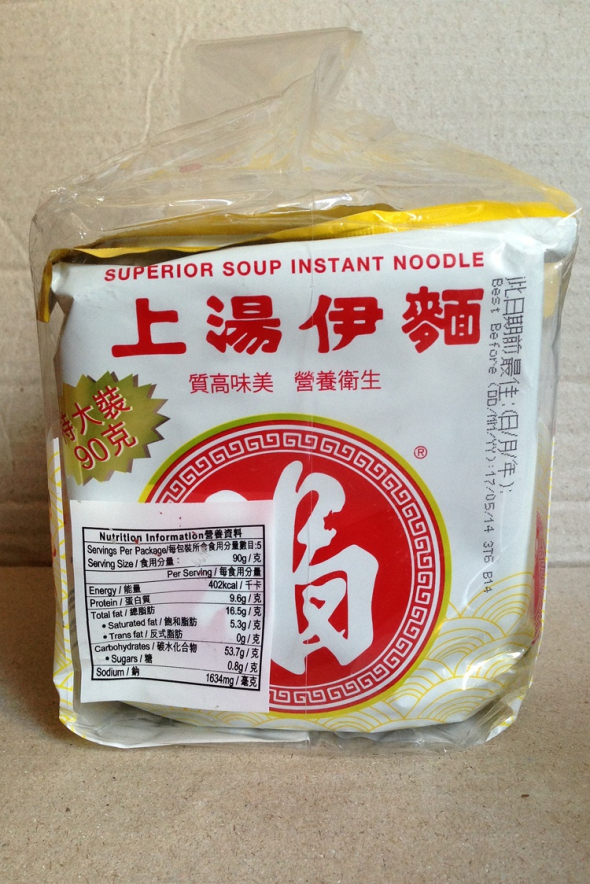 SUPERIOR SOUP INSTANT NOODLE
上湯伊麵
質高味美 營養衛生
特大裝
90克
®
此日期前最佳:(日/月/年):
Best Before (DD/MM/YY):17/05/14 3T6 B14
Nutrition Information營養資料
Servings Per Package/每包裝所含食用分量數目:5
Serving Size / 食用分量: 90g / 克
Per Serving / 每食用分量
Energy / 能量 402kcal / 千卡
Protein / 蛋白質 9.6g / 克
Total fat / 總脂肪 16.5g / 克
• Saturated fat / 飽和脂肪 5.3g / 克
• Trans fat / 反式脂肪 0g / 克
Carbohydrates / 碳水化合物 53.7g / 克
• Sugars / 糖 0.8g / 克
Sodium / 鈉 1634mg / 毫克